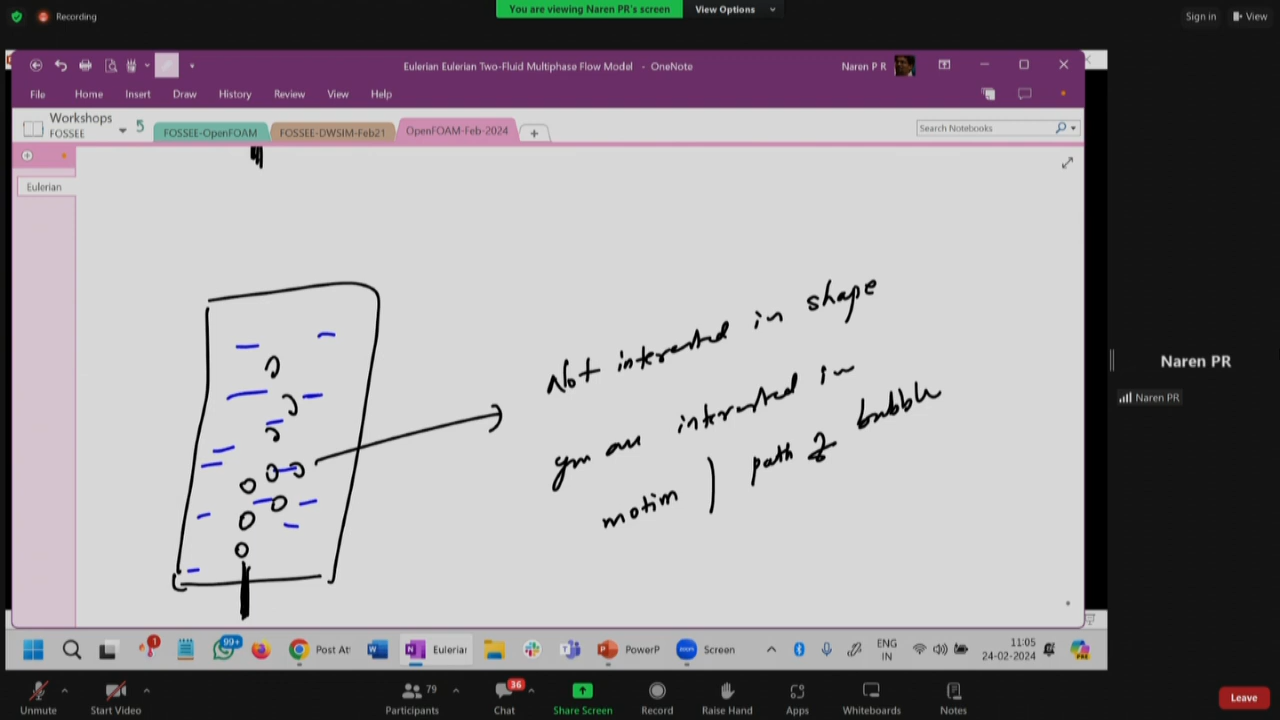 Recording
You are viewing Naren PR's screen
View Options
Sign in
View
Eulerian Eulerian Two-Fluid Multiphase Flow Model - OneNote
Naren P R
File
Home
Insert
Draw
History
Review
View
Help
Workshops
FOSSEE
FOSSEE-OpenFOAM
FOSSEE-DWSIM-Feb21
OpenFOAM-Feb-2024
Search Notebooks
Eulerian
Not interested in shape
you are interested in
motion ) path of bubble
Naren PR
Naren PR
1
99+
Post At
Eulerian
PowerP
Screen
ENG
IN
11:05
24-02-2024
PRE
Unmute
Start Video
79
Participants
36
Chat
Share Screen
Record
Raise Hand
Apps
Whiteboards
Notes
Leave